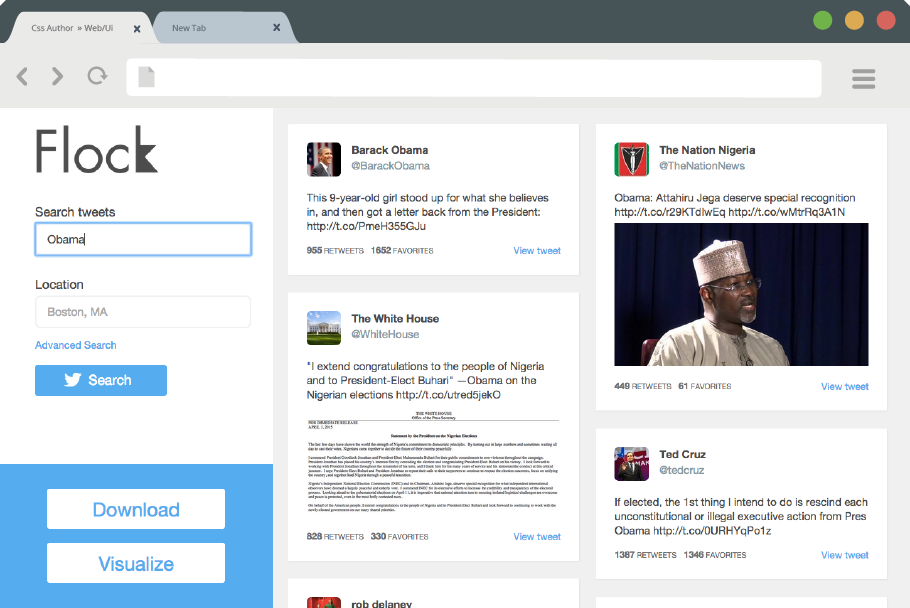 Css Author » Web/Ui
New Tab
Flock
Search tweets
Obama
Location
Boston, MA
Advanced Search
Search
Download
Visualize
Barack Obama
@BarackObama
This 9-year-old girl stood up for what she believes
in, and then got a letter back from the President:
http://t.co/PmeH355GJu
955 RETWEETS 1652 FAVORITES
View tweet
The White House
@WhiteHouse
"I extend congratulations to the people of Nigeria
and to President-Elect Buhari" —Obama on the
Nigerian elections http://t.co/utred5jekO
THE WHITE HOUSE
Office of the Press Secretary
FOR IMMEDIATE RELEASE
APRIL 1, 2015
Statement by the President on the Nigerian Elections
828 RETWEETS 330 FAVORITES
View tweet
rob delaney
The Nation Nigeria
@TheNationNews
Obama: Attahiru Jega deserve special recognition
http://t.co/r29KTdIwEq http://t.co/wMtrRq3A1N
449 RETWEETS 61 FAVORITES
View tweet
Ted Cruz
@tedcruz
If elected, the 1st thing I intend to do is rescind each
unconstitutional or illegal executive action from Pres
Obama http://t.co/0URHYqPo1z
1387 RETWEETS 1346 FAVORITES
View tweet